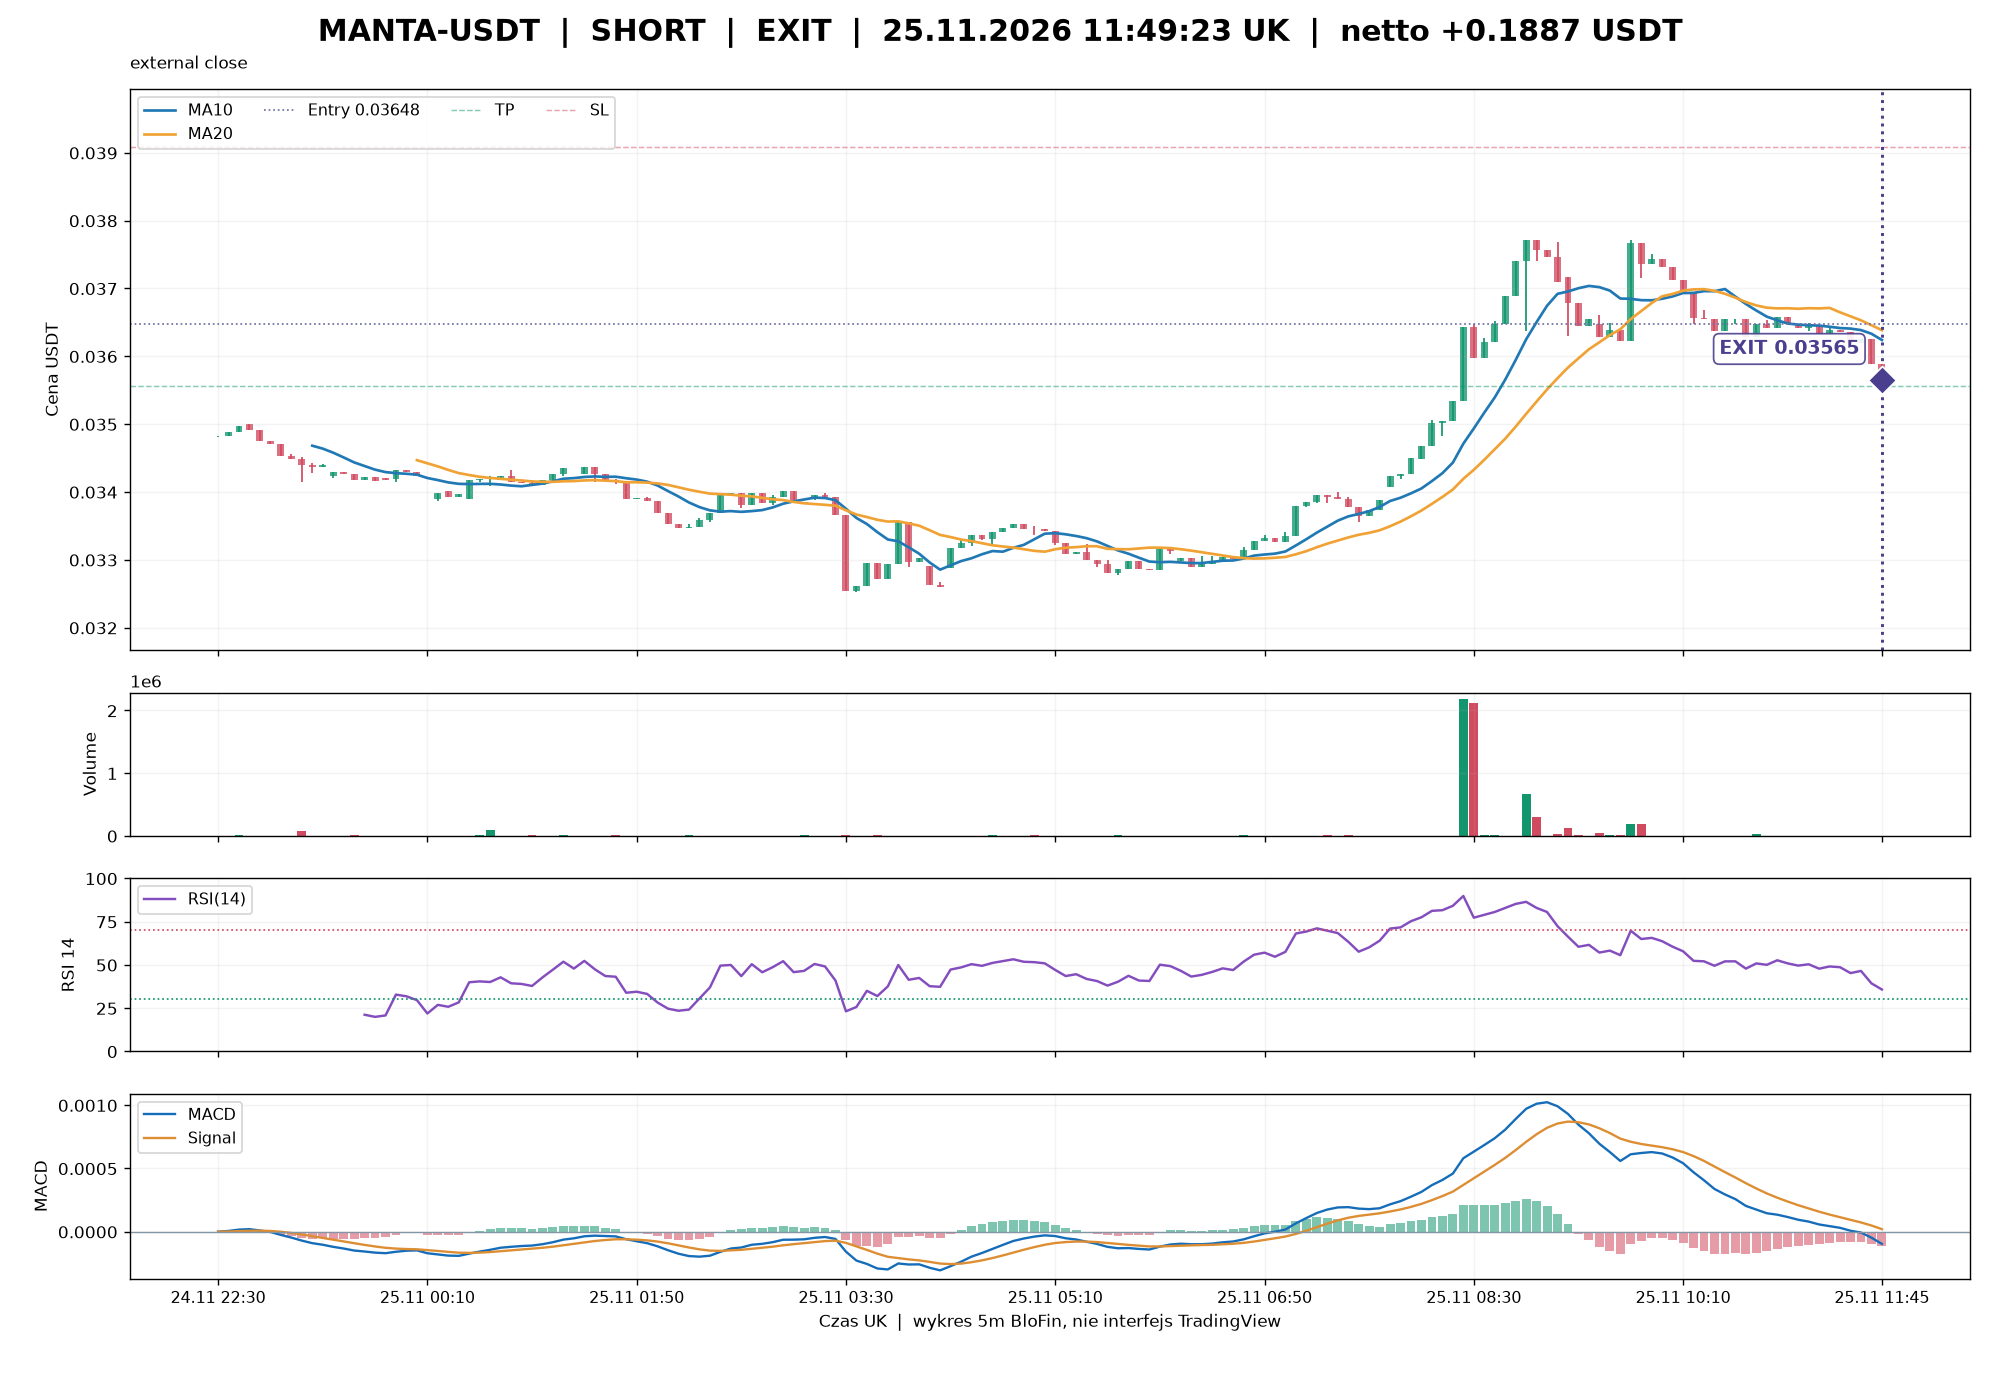 MANTA-USDT | SHORT | EXIT | 25.11.2026 11:49:23 UK | netto +0.1887 USDT
external close
MA10 Entry 0.03648 TP SL
MA20
0.039
0.038
0.037
0.036
0.035
0.034
0.033
0.032
Cena USDT
EXIT 0.03565
1e6
2
1
0
Volume
RSI(14)
100
75
50
25
0
RSI 14
MACD
Signal
0.0010
0.0005
0.0000
MACD
24.11 22:30 25.11 00:10 25.11 01:50 25.11 03:30 25.11 05:10 25.11 06:50 25.11 08:30 25.11 10:10 25.11 11:45
Czas UK | wykres 5m BloFin, nie interfejs TradingView